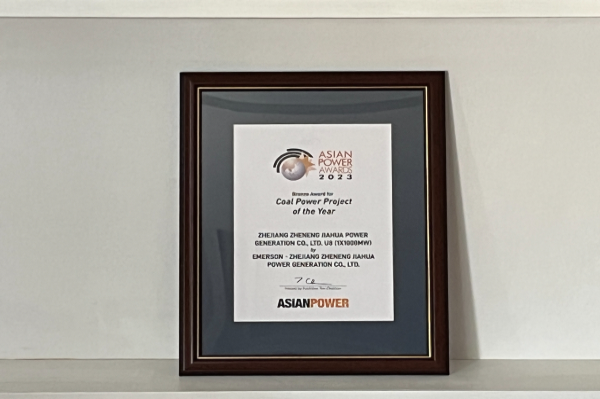 ASIAN
POWER
AWARDS
2023
Bronze Award for
Coal Power Project
of the Year
ZHEJIANG ZHENENG JIAHUA POWER
GENERATION CO., LTD. U8 (1X1000MW)
by
EMERSON - ZHEJIANG ZHENENG JIAHUA
POWER GENERATION CO., LTD.
ASIANPOWER